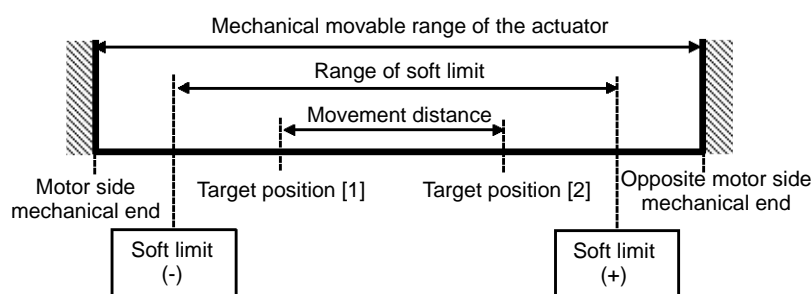 Mechanical movable range of the actuator
Range of soft limit
Movement distance
Motor side
mechanical end
Target position [1]
Target position [2]
Opposite motor side
mechanical end
Soft limit
(-)
Soft limit
(+)